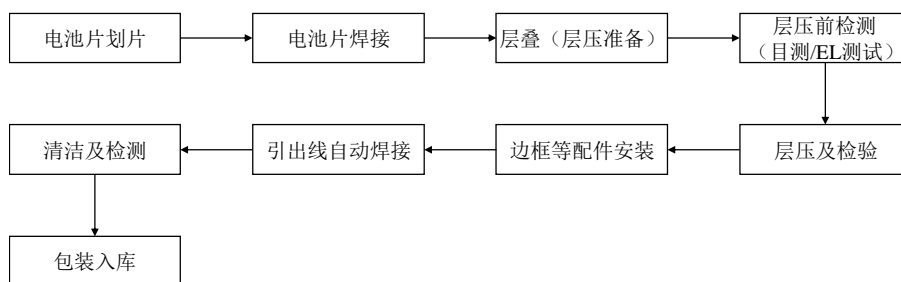 电池片划片
电池片焊接
层叠（层压准备）
层压前检测
（目测/EL测试）
层压及检验
边框等配件安装
引出线自动焊接
清洁及检测
包装入库